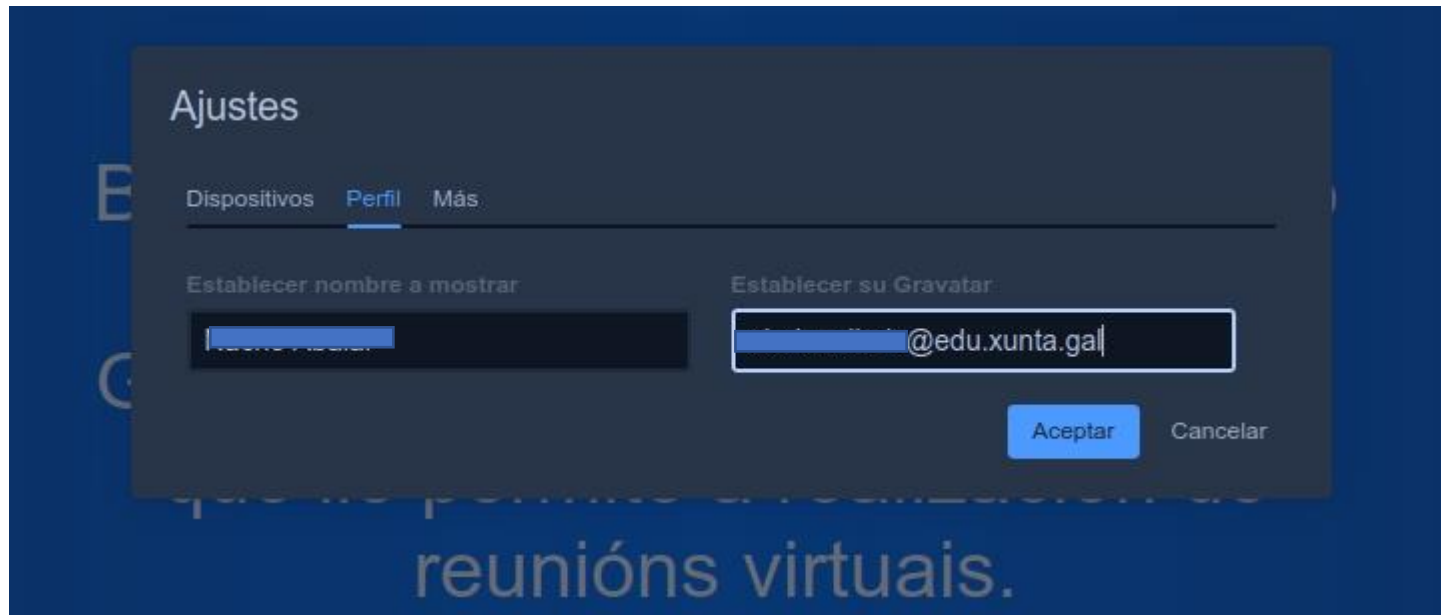 Ajustes
Dispositivos Perfil Más
Establecer nombre a mostrar Establecer su Gravatar
@edu.xunta.gal
Aceptar Cancelar
reunións virtuais.